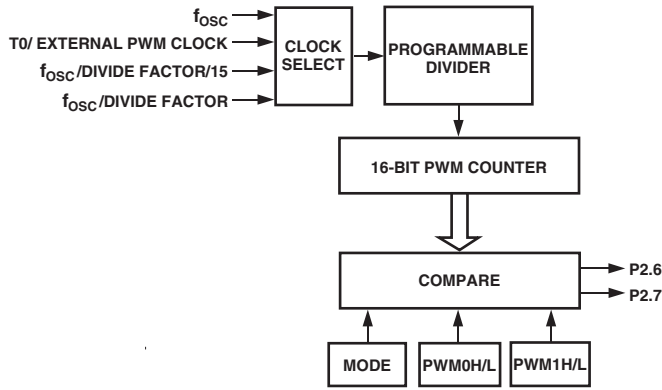 fOSC
T0/ EXTERNAL PWM CLOCK
fOSC/DIVIDE FACTOR/15
fOSC/DIVIDE FACTOR
CLOCK
SELECT
PROGRAMMABLE
DIVIDER
16-BIT PWM COUNTER
COMPARE
P2.6
P2.7
MODE
PWM0H/L
PWM1H/L